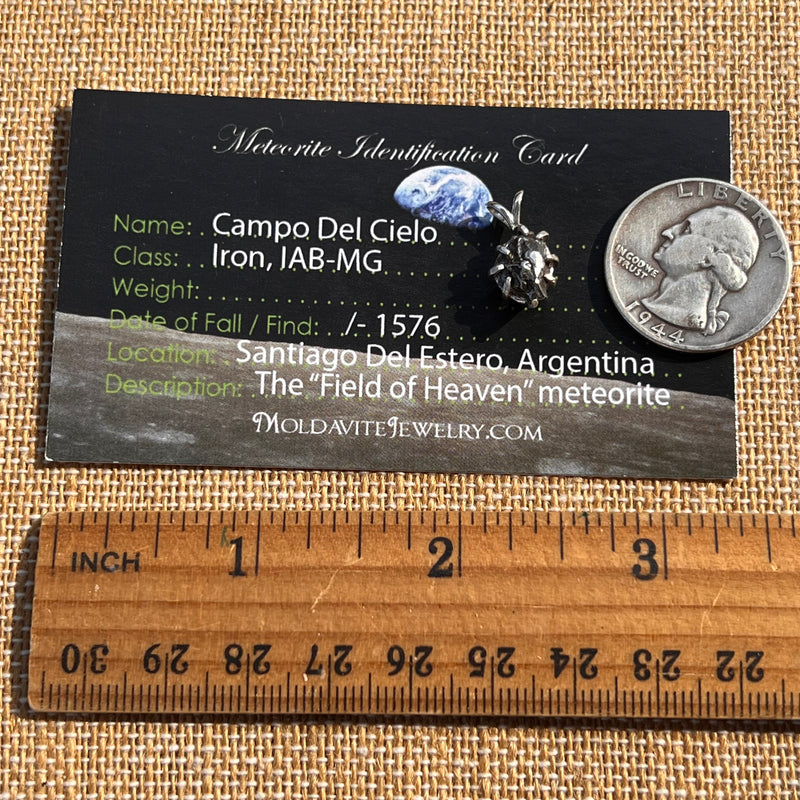 Meteorite Identification Card
Name: . Campo Del Cielo
Class: . Iron, IAB-MG
Weight:
Date of Fall / Find: . . /- 1576
Location: . Santiago Del Estero, Argentina
Description: . The "Field of Heaven" meteorite
MoldaviteJewelry.com
LIBERTY
IN GOD WE
TRUST
1944
INCH 1 2 3
30 29 28 27 26 25 24 23 22